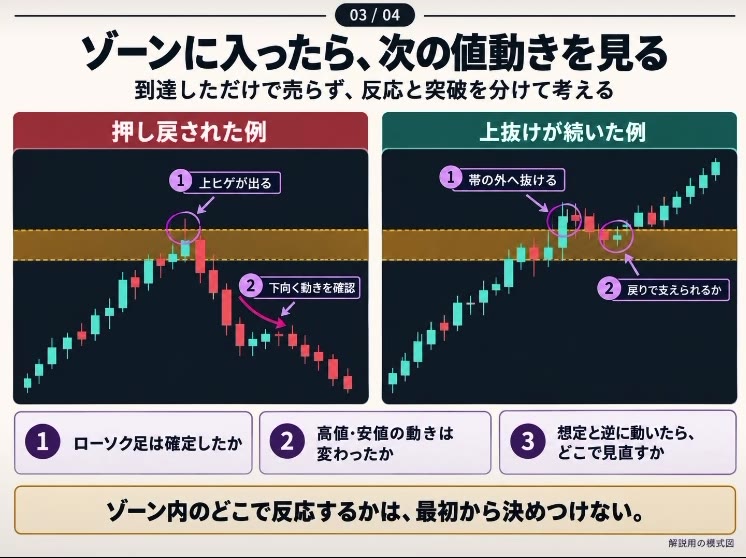 03 / 04
ゾーンに入ったら、次の値動きを見る
到達しただけで売らず、反応と突破を分けて考える
押し戻された例
1 上ヒゲが出る
2 下向く動きを確認
上抜けが続いた例
1 帯の外へ抜ける
2 戻りで支えられるか
1 ローソク足は確定したか
2 高値・安値の動きは
変わったか
3 想定と逆に動いたら、
どこで見直すか
ゾーン内のどこで反応するかは、最初から決めつけない。
解説用の模式図